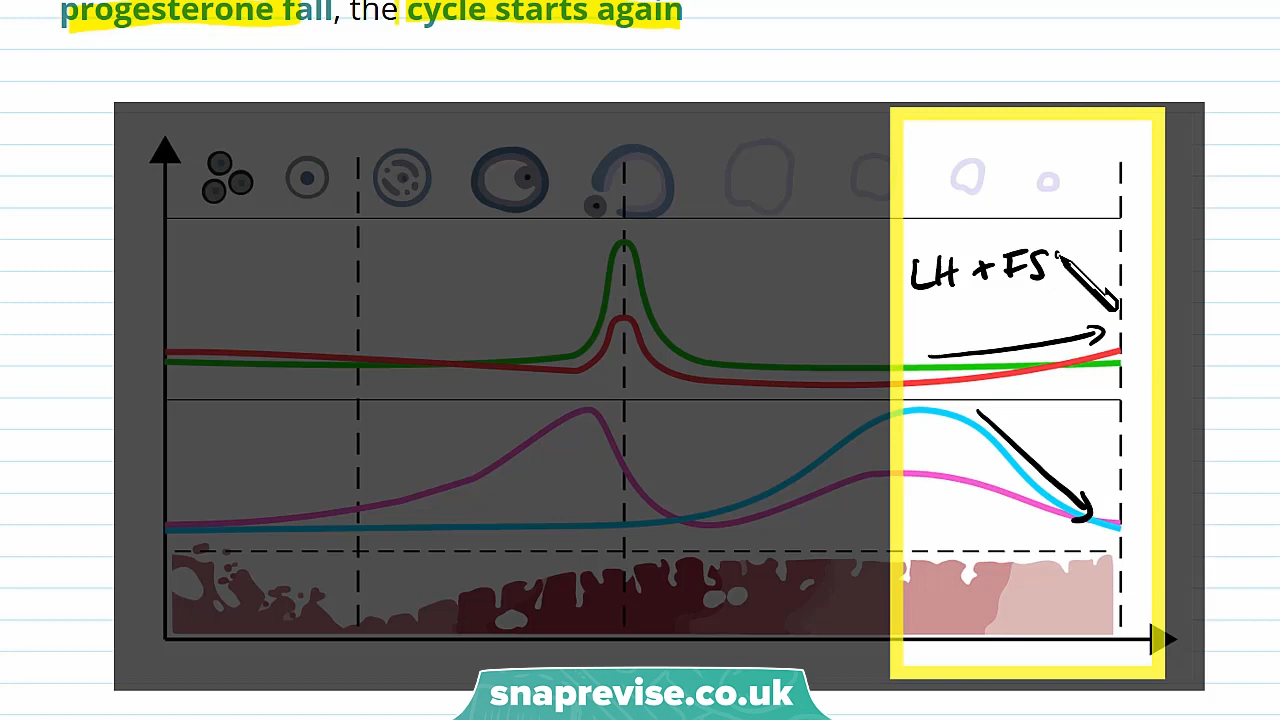 progesterone fall, the cycle starts again
LH + FS
snaprevise.co.uk